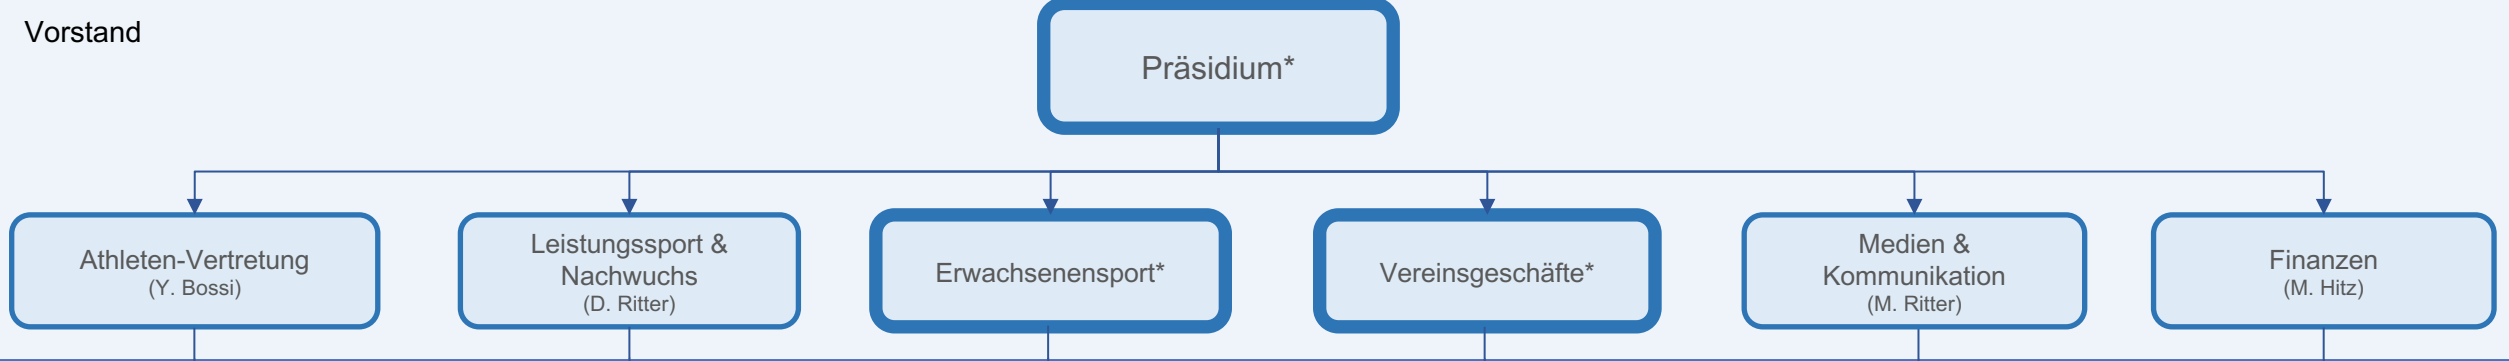 Vorstand
Präsidium*
Athleten-Vertretung
(Y. Bossi)
Leistungssport &
Nachwuchs
(D. Ritter)
Erwachsenensport*
Vereinsgeschäfte*
Medien &
Kommunikation
(M. Ritter)
Finanzen
(M. Hitz)